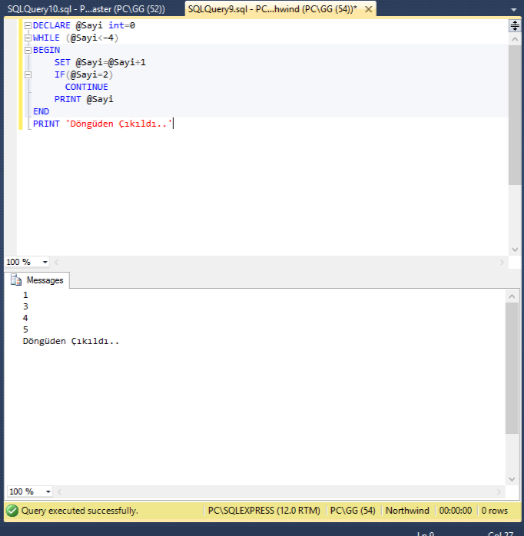 SQLQuery10.sql - P...aster (PC\GG (52))
SQLQuery9.sql - PC...hwind (PC\GG (54))*
DECLARE @Sayi int=0
WHILE (@Sayi<=4)
BEGIN
SET @Sayi=@Sayi+1
IF(@Sayi=2)
CONTINUE
PRINT @Sayi
END
PRINT 'Döngüden Çıkıldı..'
100 %
Messages
1
3
4
5
Döngüden Çıkıldı..
100 %
Query executed successfully.
PC\SQLEXPRESS (12.0 RTM)
PC\GG (54)
Northwind
00:00:00
0 rows
Ln 9
Col 27